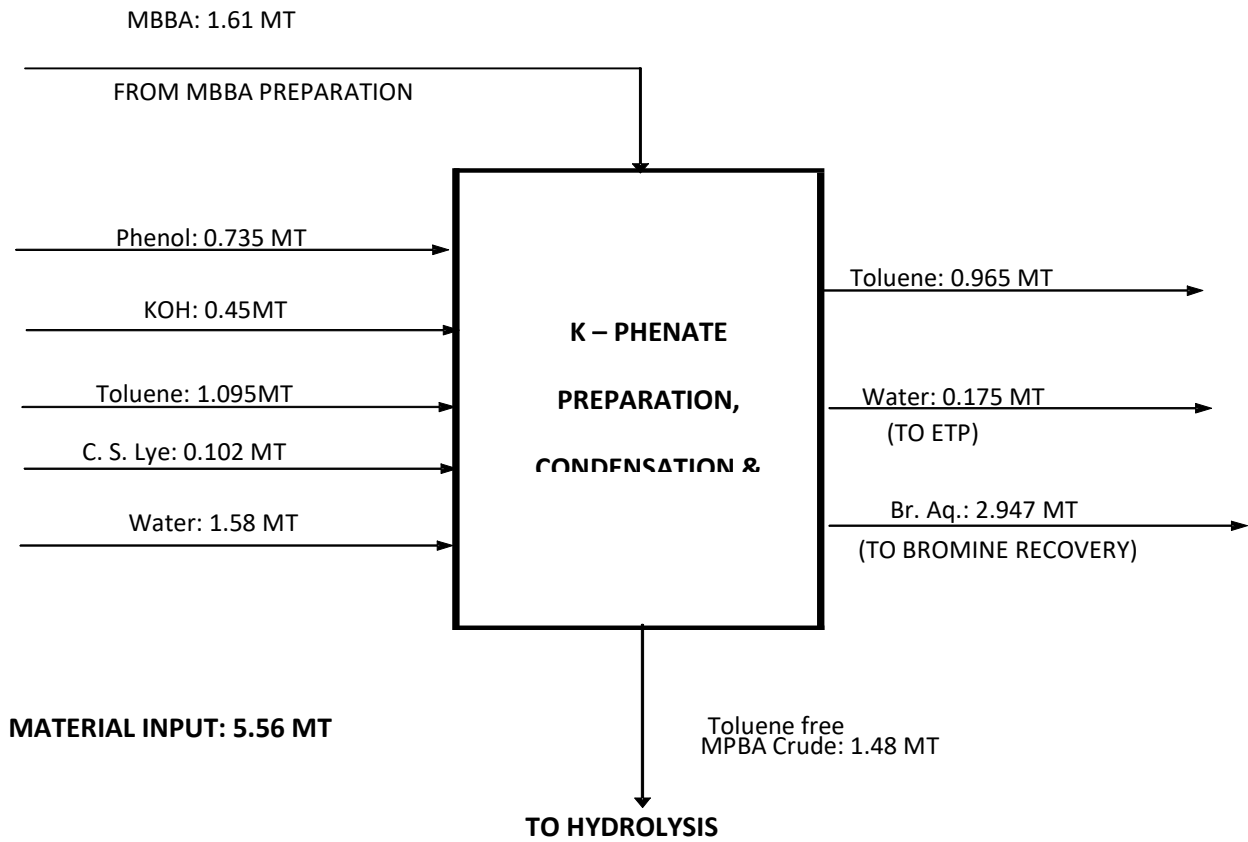 MBBA: 1.61 MT
FROM MBBA PREPARATION
Phenol: 0.735 MT
KOH: 0.45MT
Toluene: 1.095MT
C. S. Lye: 0.102 MT
Water: 1.58 MT
K – PHENATE
PREPARATION,
CONDENSATION &
Toluene: 0.965 MT
Water: 0.175 MT
(TO ETP)
Br. Aq.: 2.947 MT
(TO BROMINE RECOVERY)
MATERIAL INPUT: 5.56 MT
Toluene free
MPBA Crude: 1.48 MT
TO HYDROLYSIS